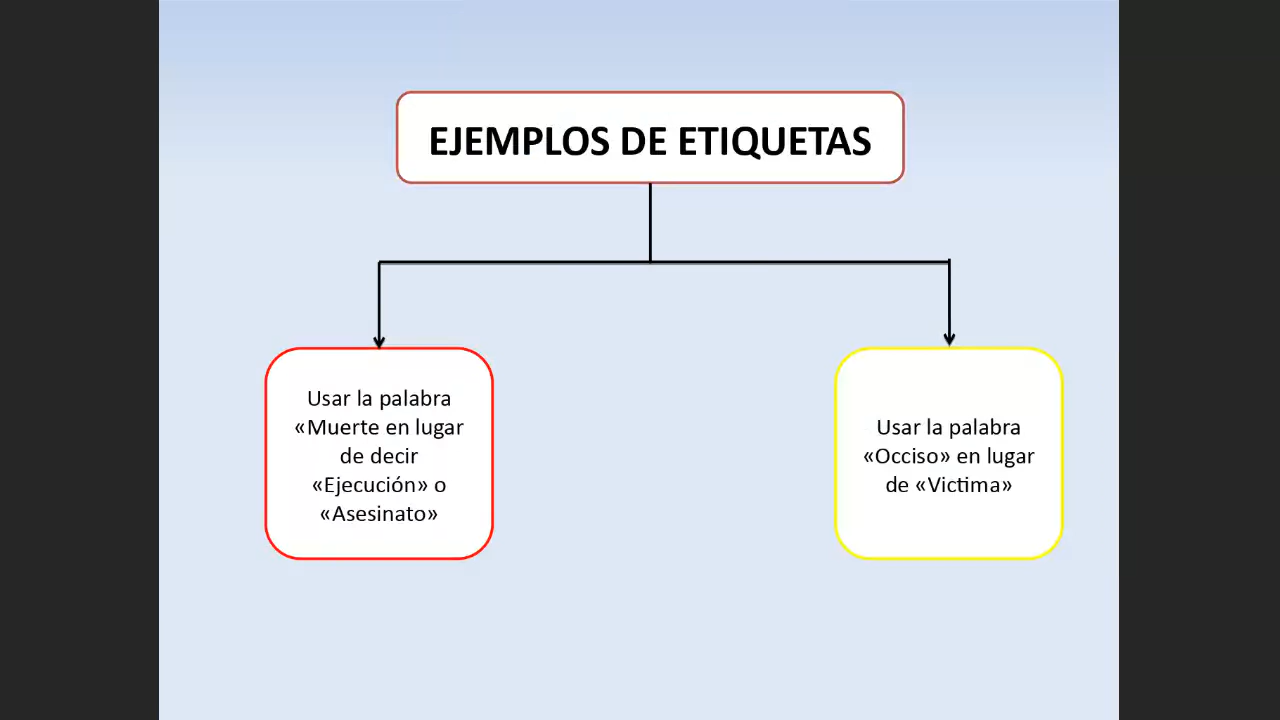 EJEMPLOS DE ETIQUETAS
Usar la palabra
«Muerte en lugar
de decir
«Ejecución» o
«Asesinato»
Usar la palabra
«Occiso» en lugar
de «Victima»